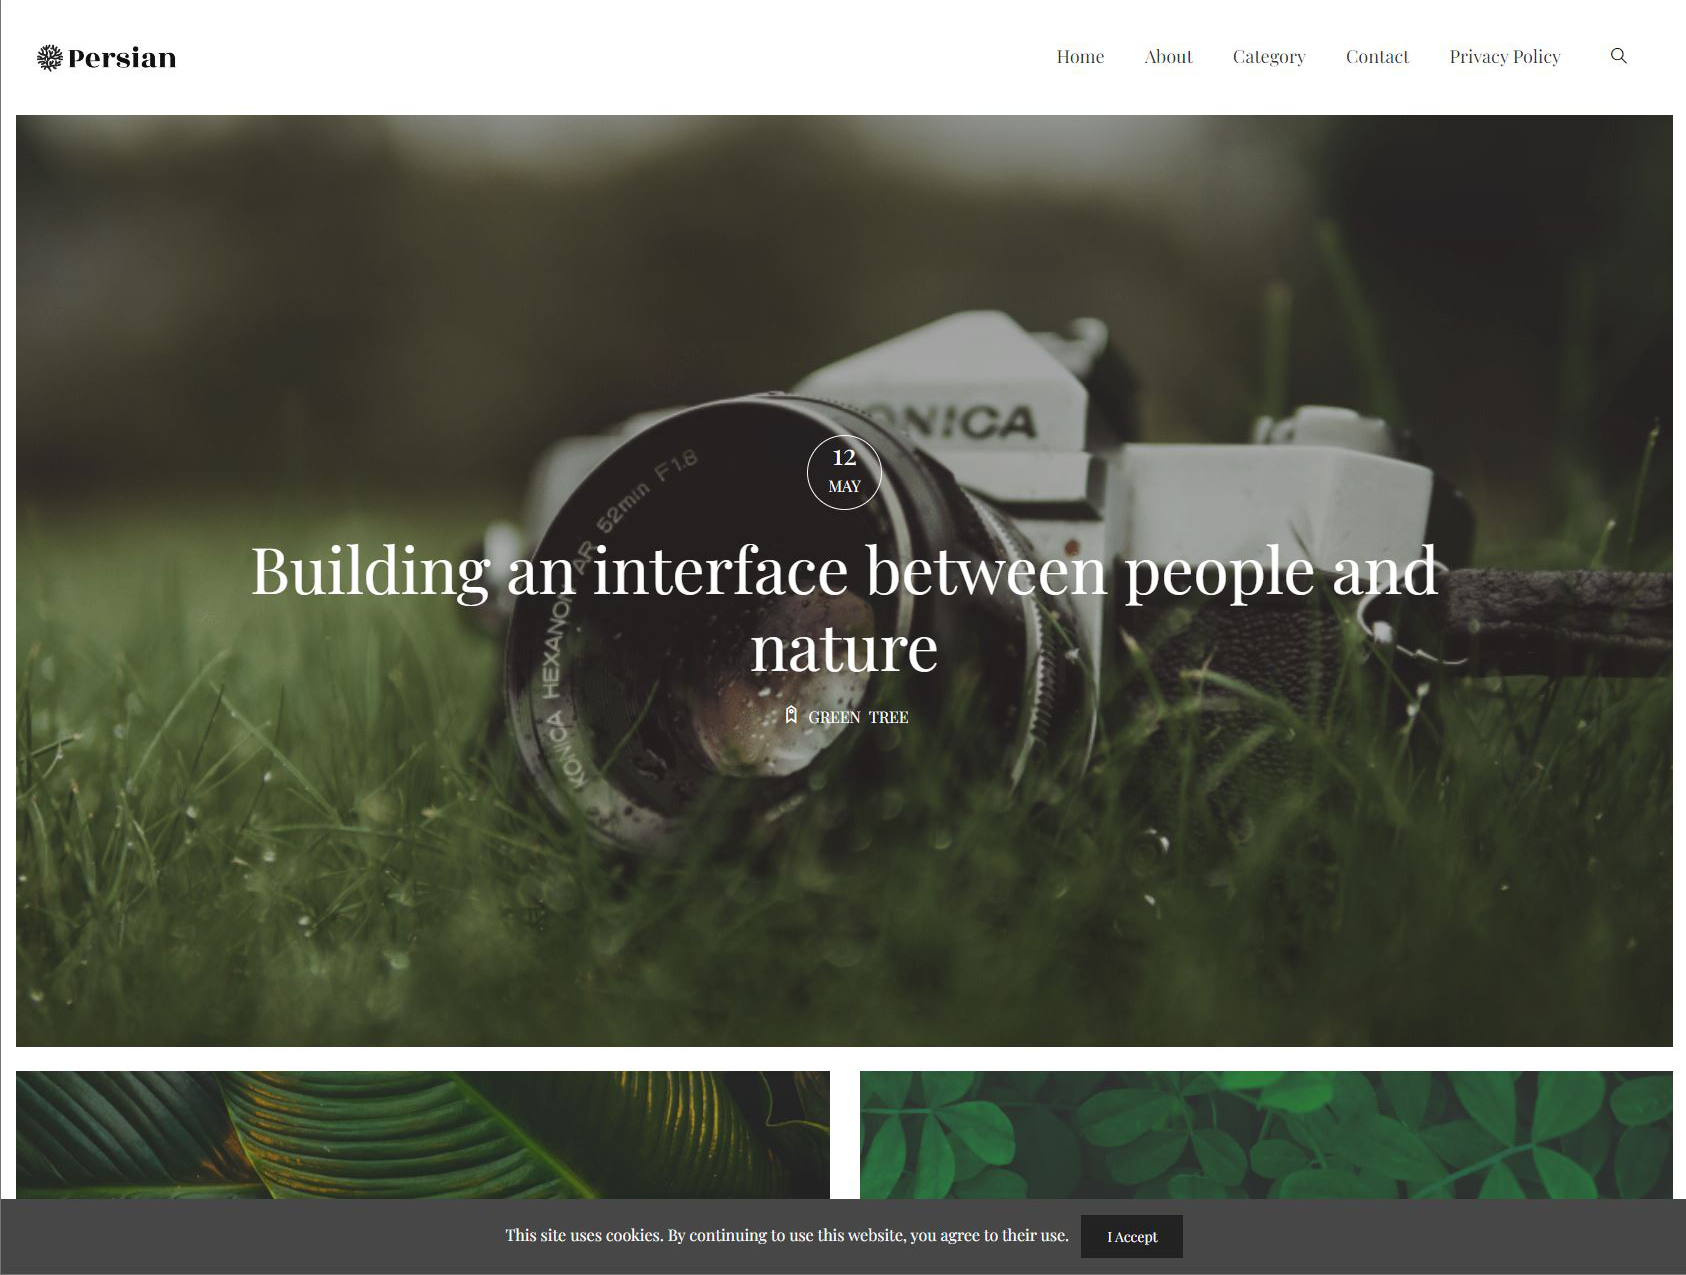 Persian
Home About Category Contact Privacy Policy
ONICA
52mm F1.8
KONICA HEXANON AR
12
MAY
Building an interface between people and
nature
GREEN TREE
This site uses cookies. By continuing to use this website, you agree to their use.
I Accept